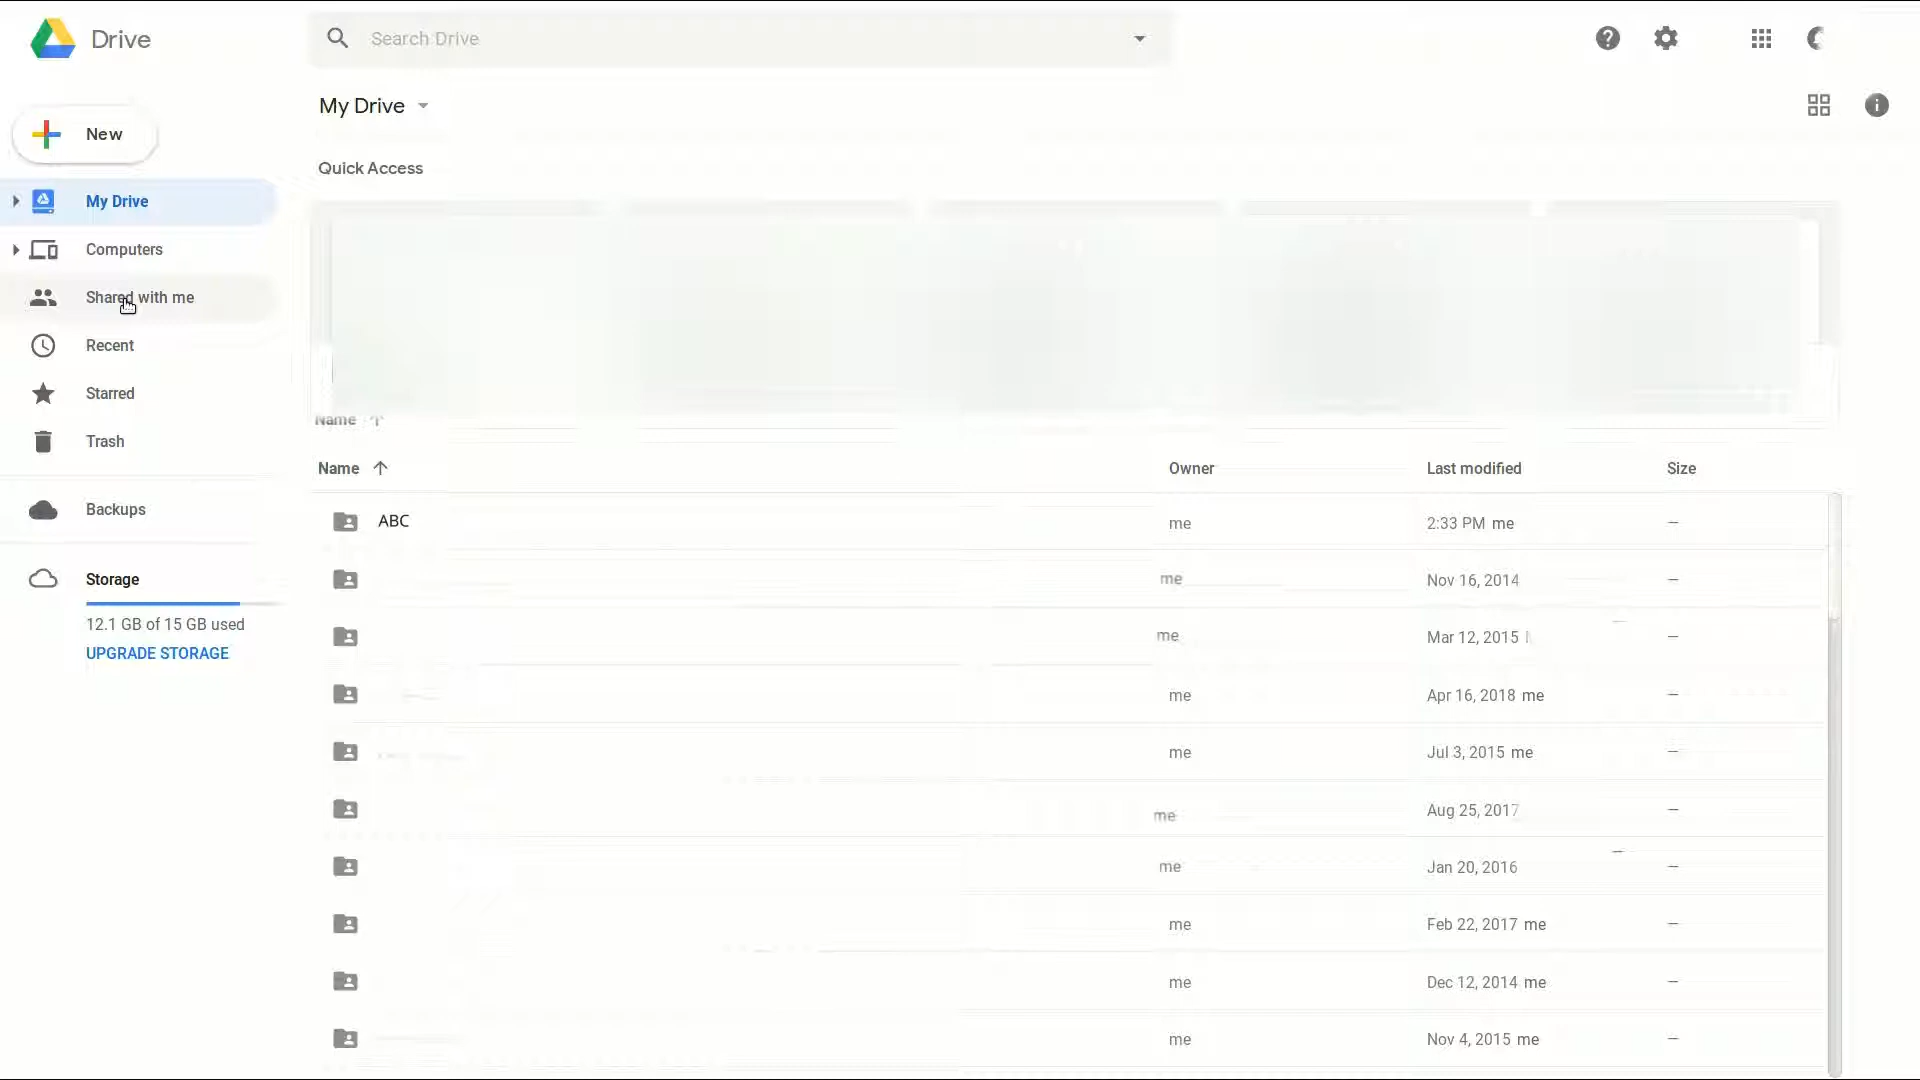 Drive
Search Drive
My Drive
New
Quick Access
My Drive
Computers
Shared with me
Recent
Starred
Trash
Backups
Storage
12.1 GB of 15 GB used
UPGRADE STORAGE
Name
Name Owner Last modified Size
ABC me 2:33 PM me –
me Nov 16, 2014 –
me Mar 12, 2015 –
me Apr 16, 2018 me –
me Jul 3, 2015 me –
me Aug 25, 2017 –
me Jan 20, 2016 –
me Feb 22, 2017 me –
me Dec 12, 2014 me –
me Nov 4, 2015 me –